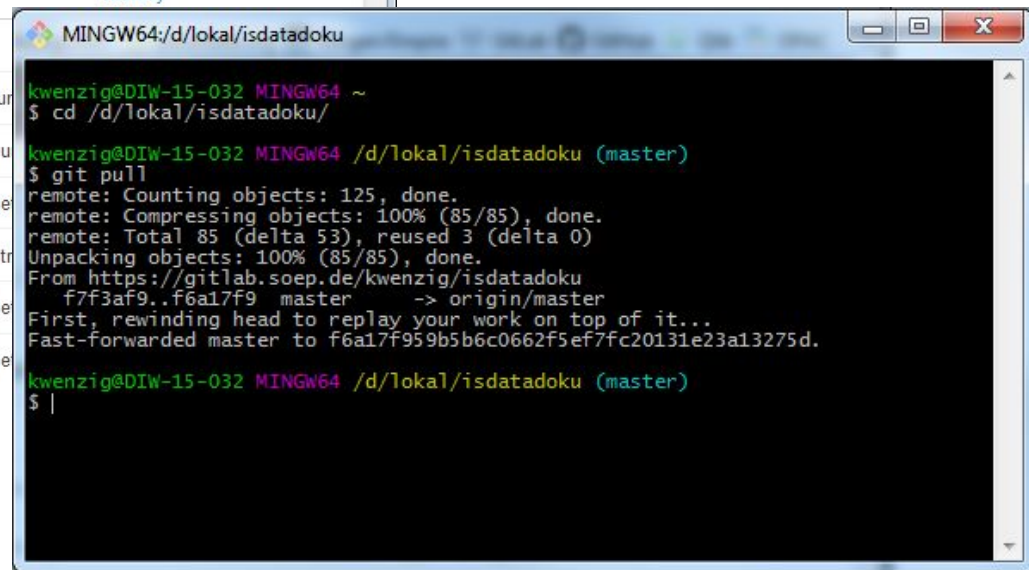 MINGW64:/d/lokal/isdatadoku
kwenzig@DIW-15-032 MINGW64 ~
$ cd /d/lokal/isdatadoku/
kwenzig@DIW-15-032 MINGW64 /d/lokal/isdatadoku (master)
$ git pull
remote: Counting objects: 125, done.
remote: Compressing objects: 100% (85/85), done.
remote: Total 85 (delta 53), reused 3 (delta 0)
Unpacking objects: 100% (85/85), done.
From https://gitlab.soep.de/kwenzig/isdatadoku
   f7f3af9..f6a17f9  master     -> origin/master
First, rewinding head to replay your work on top of it...
Fast-forwarded master to f6a17f959b5b6c0662f5ef7fc20131e23a13275d.
kwenzig@DIW-15-032 MINGW64 /d/lokal/isdatadoku (master)
$